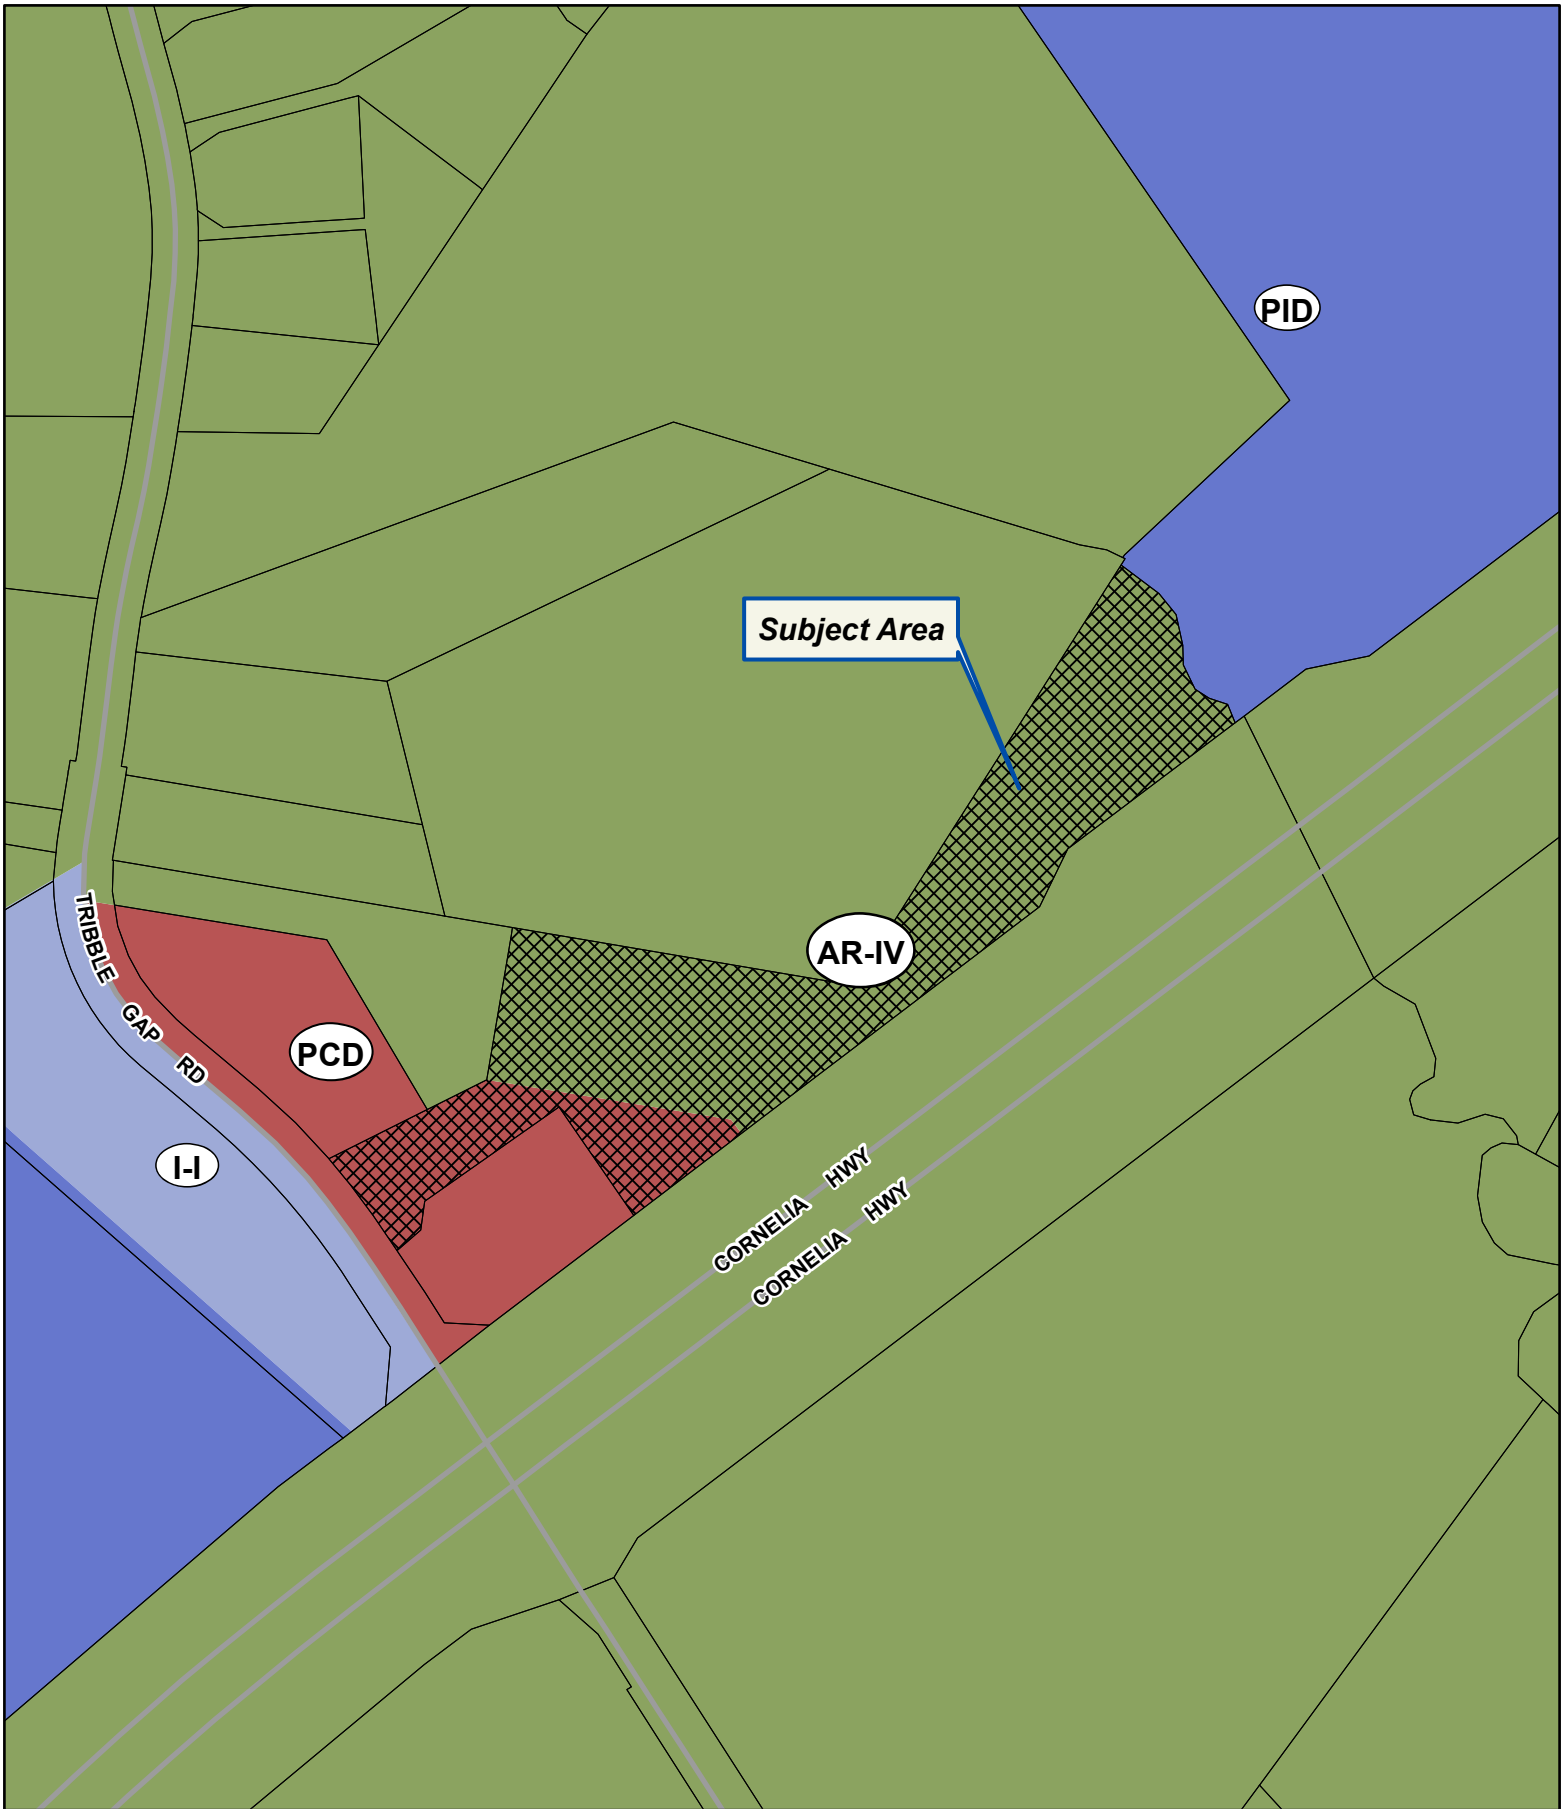 PID
Subject Area
TRIBBLE GAP RD
AR-IV
PCD
I-I
CORNELIA HWY
CORNELIA HWY